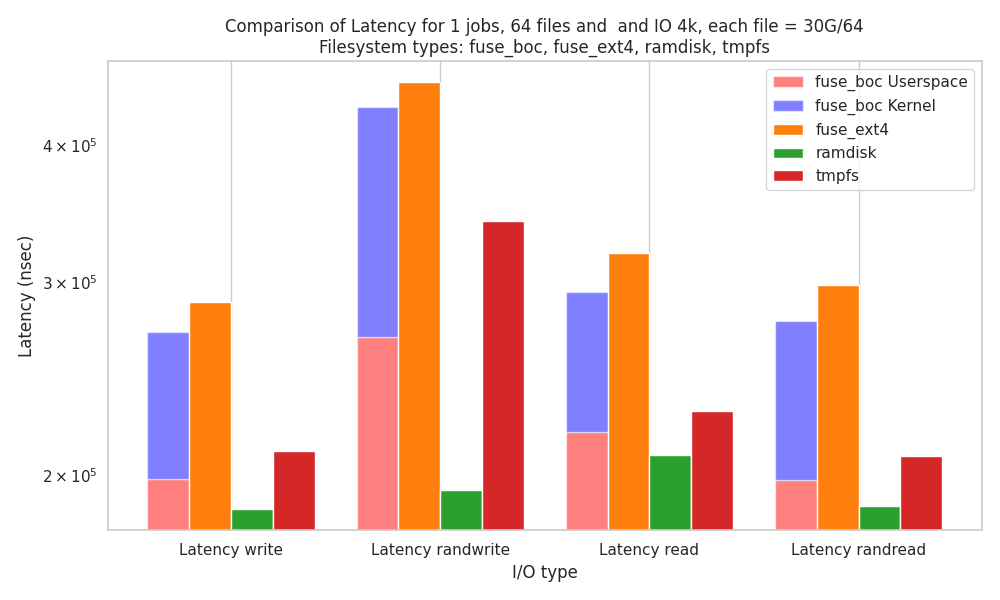 Comparison of Latency for 1 jobs, 64 files and  and IO 4k, each file = 30G/64
Filesystem types: fuse_boc, fuse_ext4, ramdisk, tmpfs
fuse_boc Userspace
fuse_boc Kernel
fuse_ext4
ramdisk
tmpfs
Latency (nsec)
4 × 10⁵
3 × 10⁵
2 × 10⁵
Latency write
Latency randwrite
Latency read
Latency randread
I/O type